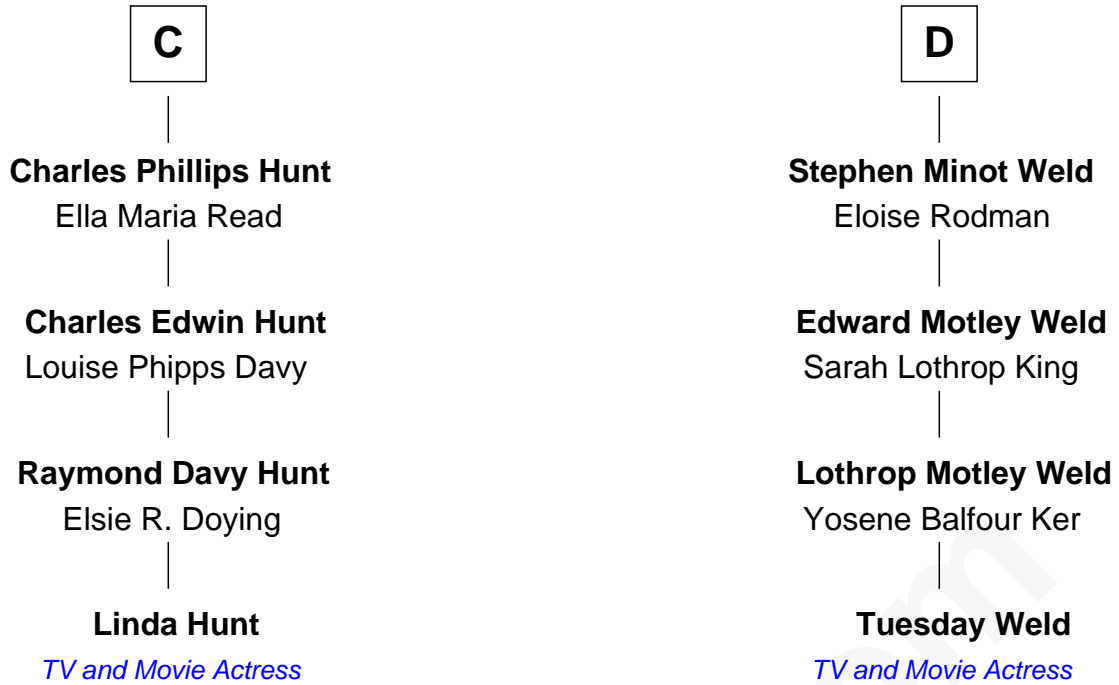 C
Charles Phillips Hunt
Ella Maria Read
Charles Edwin Hunt
Louise Phipps Davy
Raymond Davy Hunt
Elsie R. Doying
Linda Hunt
TV and Movie Actress
D
Stephen Minot Weld
Eloise Rodman
Edward Motley Weld
Sarah Lothrop King
Lothrop Motley Weld
Yosene Balfour Ker
Tuesday Weld
TV and Movie Actress